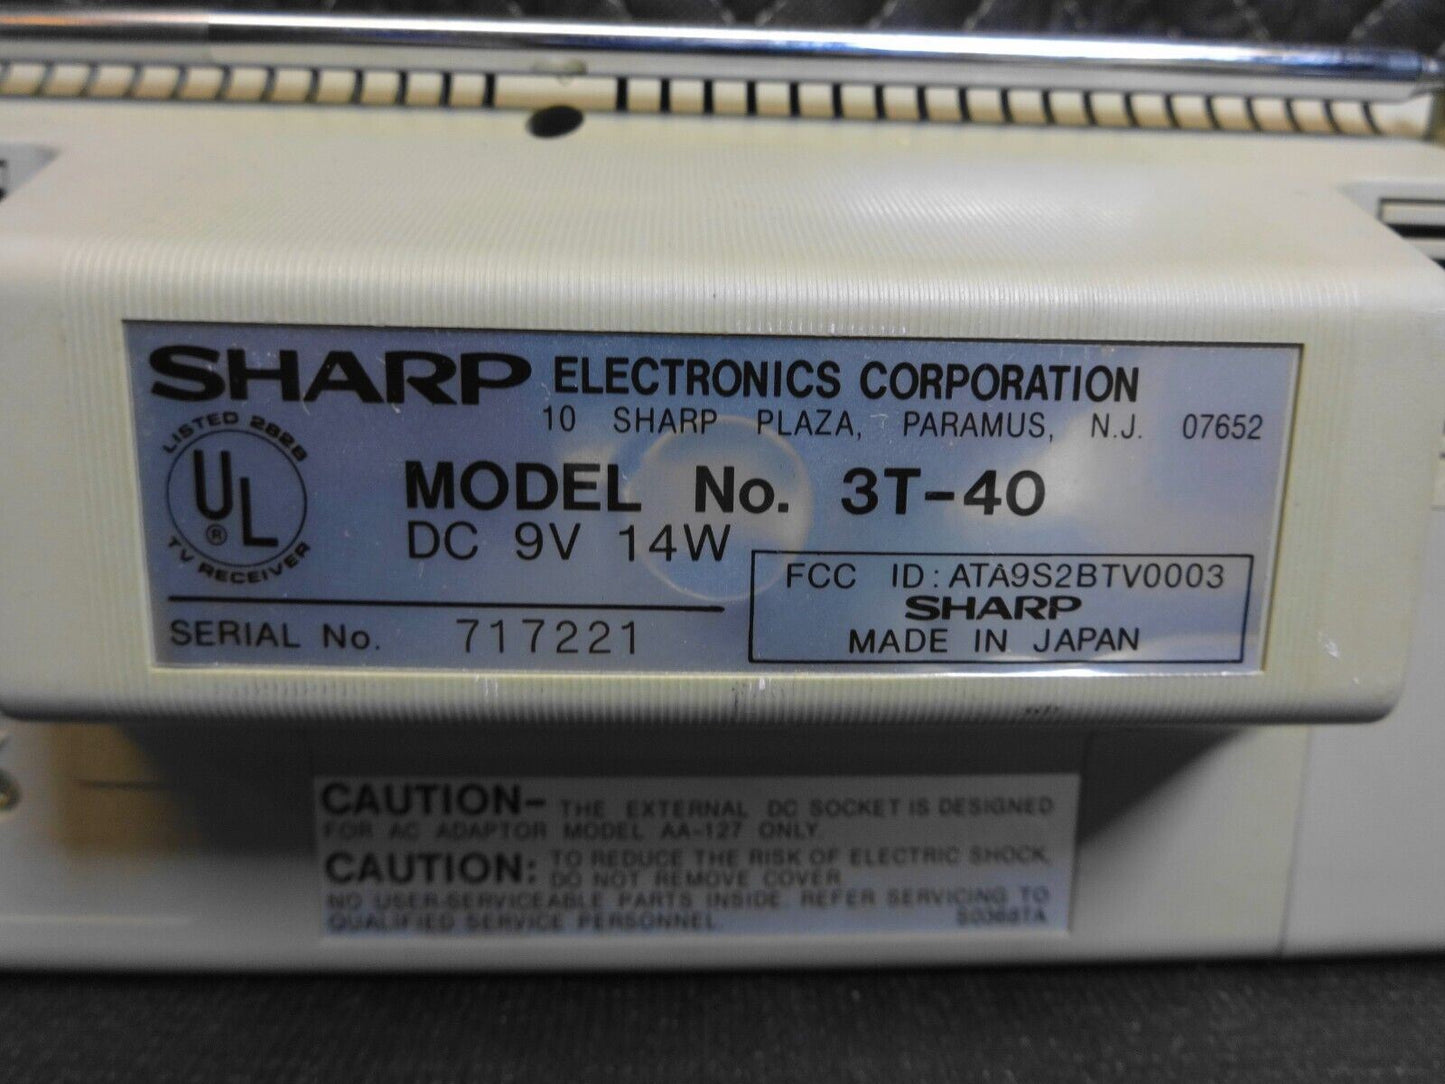 SHARP ELECTRONICS CORPORATION
10 SHARP PLAZA, PARAMUS, N.J. 07652
LISTED 282B
UL®
TV RECEIVER
MODEL No. 3T-40
DC 9V 14W
FCC ID: ATA9S2BTV0003
SHARP
MADE IN JAPAN
SERIAL No. 717221
CAUTION- THE EXTERNAL DC SOCKET IS DESIGNED
FOR AC ADAPTOR MODEL AA-127 ONLY.
CAUTION: TO REDUCE THE RISK OF ELECTRIC SHOCK,
DO NOT REMOVE COVER
NO USER-SERVICEABLE PARTS INSIDE. REFER SERVICING TO
QUALIFIED SERVICE PERSONNEL.